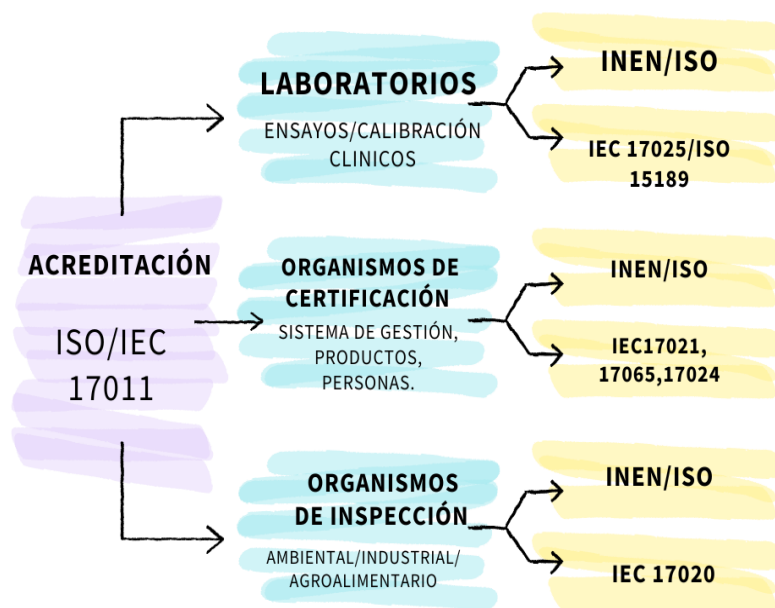 ACREDITACIÓN
ISO/IEC
17011
LABORATORIOS
ENSAYOS/CALIBRACIÓN
CLINICOS
INEN/ISO
IEC 17025/ISO
15189
ORGANISMOS DE
CERTIFICACIÓN
SISTEMA DE GESTIÓN,
PRODUCTOS,
PERSONAS.
INEN/ISO
IEC17021,
17065,17024
ORGANISMOS
DE INSPECCIÓN
AMBIENTAL/INDUSTRIAL/
AGROALIMENTARIO
INEN/ISO
IEC 17020